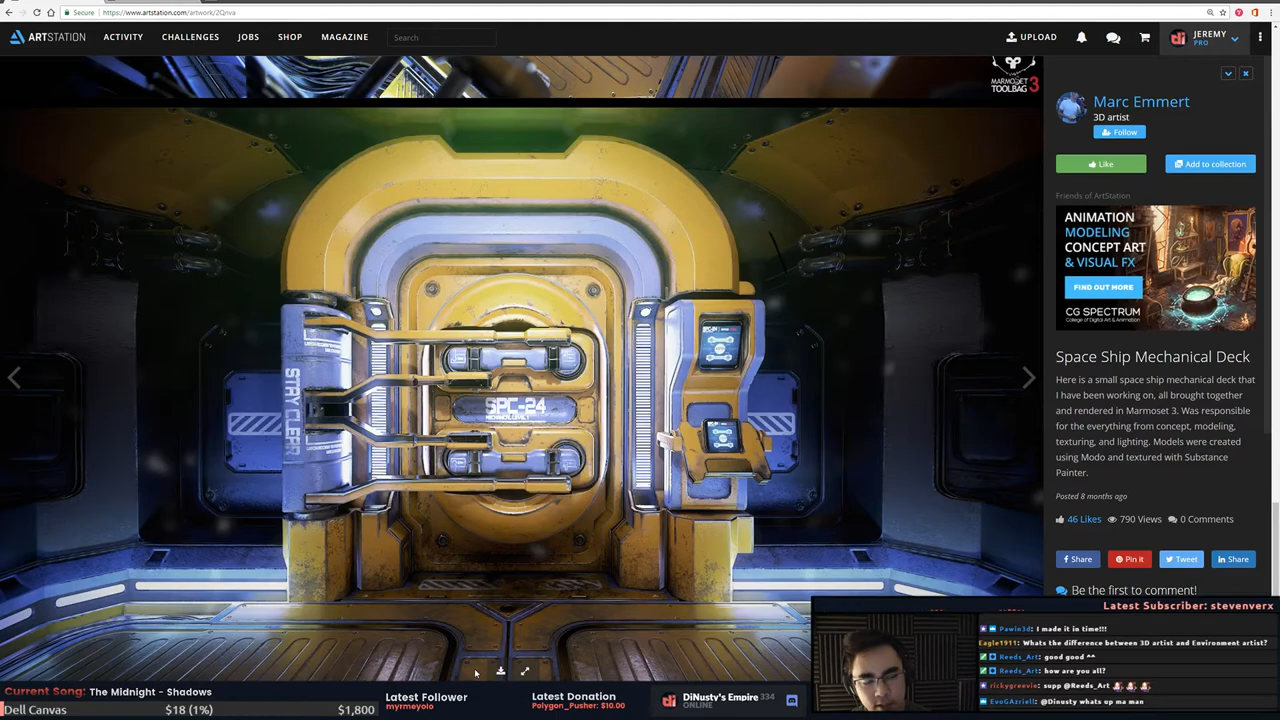 Secure
https://www.artstation.com/artwork/2Qnva
ARTSTATION
ACTIVITY
CHALLENGES
JOBS
SHOP
MAGAZINE
Search
UPLOAD
JEREMY
PRO
MARMOSET
TOOLBAG 3
STAY CLEAR
SPC-24
Marc Emmert
3D artist
Follow
Like
Add to collection
Friends of ArtStation
ANIMATION
MODELING
CONCEPT ART
& VISUAL FX
FIND OUT MORE
CG SPECTRUM
College of Digital Art & Animation
Space Ship Mechanical Deck
Here is a small space ship mechanical deck that
I have been working on, all brought together
and rendered in Marmoset 3. Was responsible
for the everything from concept, modeling,
texturing, and lighting. Models were created
using Modo and textured with Substance
Painter.
Posted 8 months ago
46 Likes
790 Views
0 Comments
Share
Pin it
Tweet
Share
Be the first to comment!
Latest Subscriber: stevenverx
Pawin3d: I made it in time!!!
Eagle1911: Whats the difference between 3D artist and Environment artist?
Reeds_Art: good good ^^
Reeds_Art: how are you all?
rickygreevie: supp @Reeds_Art
EvoGAzriell: @Dinusty whats up ma man
Current Song: The Midnight - Shadows
Dell Canvas
$18 (1%)
$1,800
Latest Follower
myrmeyolo
Latest Donation
Polygon_Pusher: $10.00
DiNusty's Empire 334
ONLINE